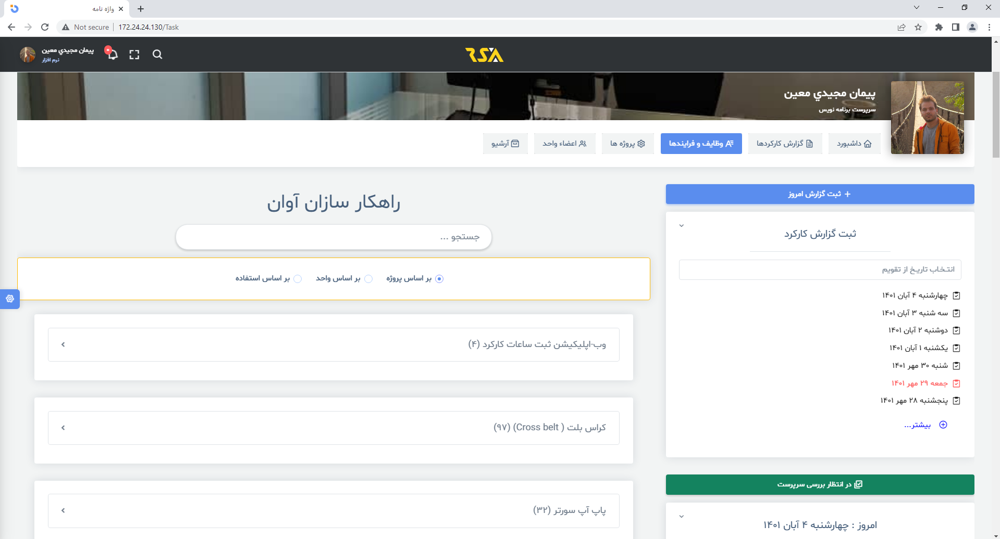 واژه نامه
Not secure
172.24.24.130/Task
پیمان مجیدي معین
نرم افزار
RSA
پیمان مجیدي معین
سرپرست برنامه نویس
داشبورد
گزارش کارکردها
وظایف و فرایندها
پروژه ها
اعضاء واحد
آرشیو
ثبت گزارش امروز
ثبت گزارش کارکرد
انتخاب تاریخ از تقویم
چهارشنبه ۴ آبان ۱۴۰۱
سه شنبه ۳ آبان ۱۴۰۱
دوشنبه ۲ آبان ۱۴۰۱
یکشنبه ۱ آبان ۱۴۰۱
شنبه ۳۰ مهر ۱۴۰۱
جمعه ۲۹ مهر ۱۴۰۱
پنجشنبه ۲۸ مهر ۱۴۰۱
بیشتر...
در انتظار بررسی سرپرست
امروز : چهارشنبه ۴ آبان ۱۴۰۱
راهکار سازان آوان
جستجو ...
بر اساس پروژه
بر اساس واحد
بر اساس استفاده
وب-اپلیکیشن ثبت ساعات کارکرد (۴)
کراس بلت ( Cross belt) (۹۷)
پاپ آپ سورتر (۳۲)